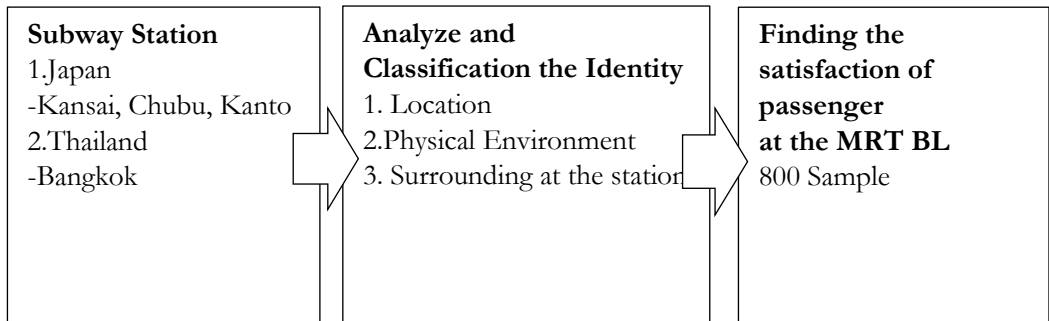 Subway Station
1.Japan
-Kansai, Chubu, Kanto
2.Thailand
-Bangkok
Analyze and
Classification the Identity
1. Location
2.Physical Environment
3. Surrounding at the station
Finding the
satisfaction of
passenger
at the MRT BL
800 Sample